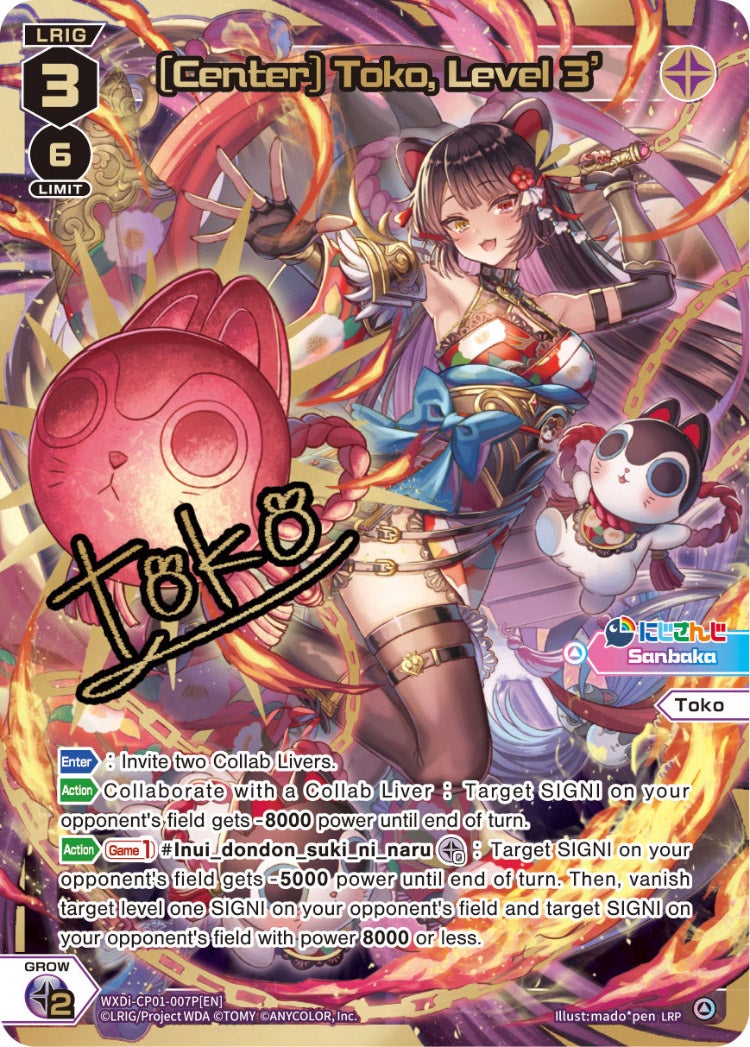 LRIG
3
[Center] Toko, Level 3’
6
LIMIT
toko
にじさんじ
Sanbaka
Toko
Enter : Invite two Collab Livers.
Action Collaborate with a Collab Liver : Target SIGNI on your
opponent's field gets -8000 power until end of turn.
Action Game 1 #Inui_dondon_suki_ni_naru 0 : Target SIGNI on your
opponent's field gets -5000 power until end of turn. Then, vanish
target level one SIGNI on your opponent's field and target SIGNI on
your opponent's field with power 8000 or less.
GROW
2
WXDi-CP01-007P[EN]
©LRIG/Project WDA ©TOMY ©ANYCOLOR, Inc.
Illust:mado*pen LRP